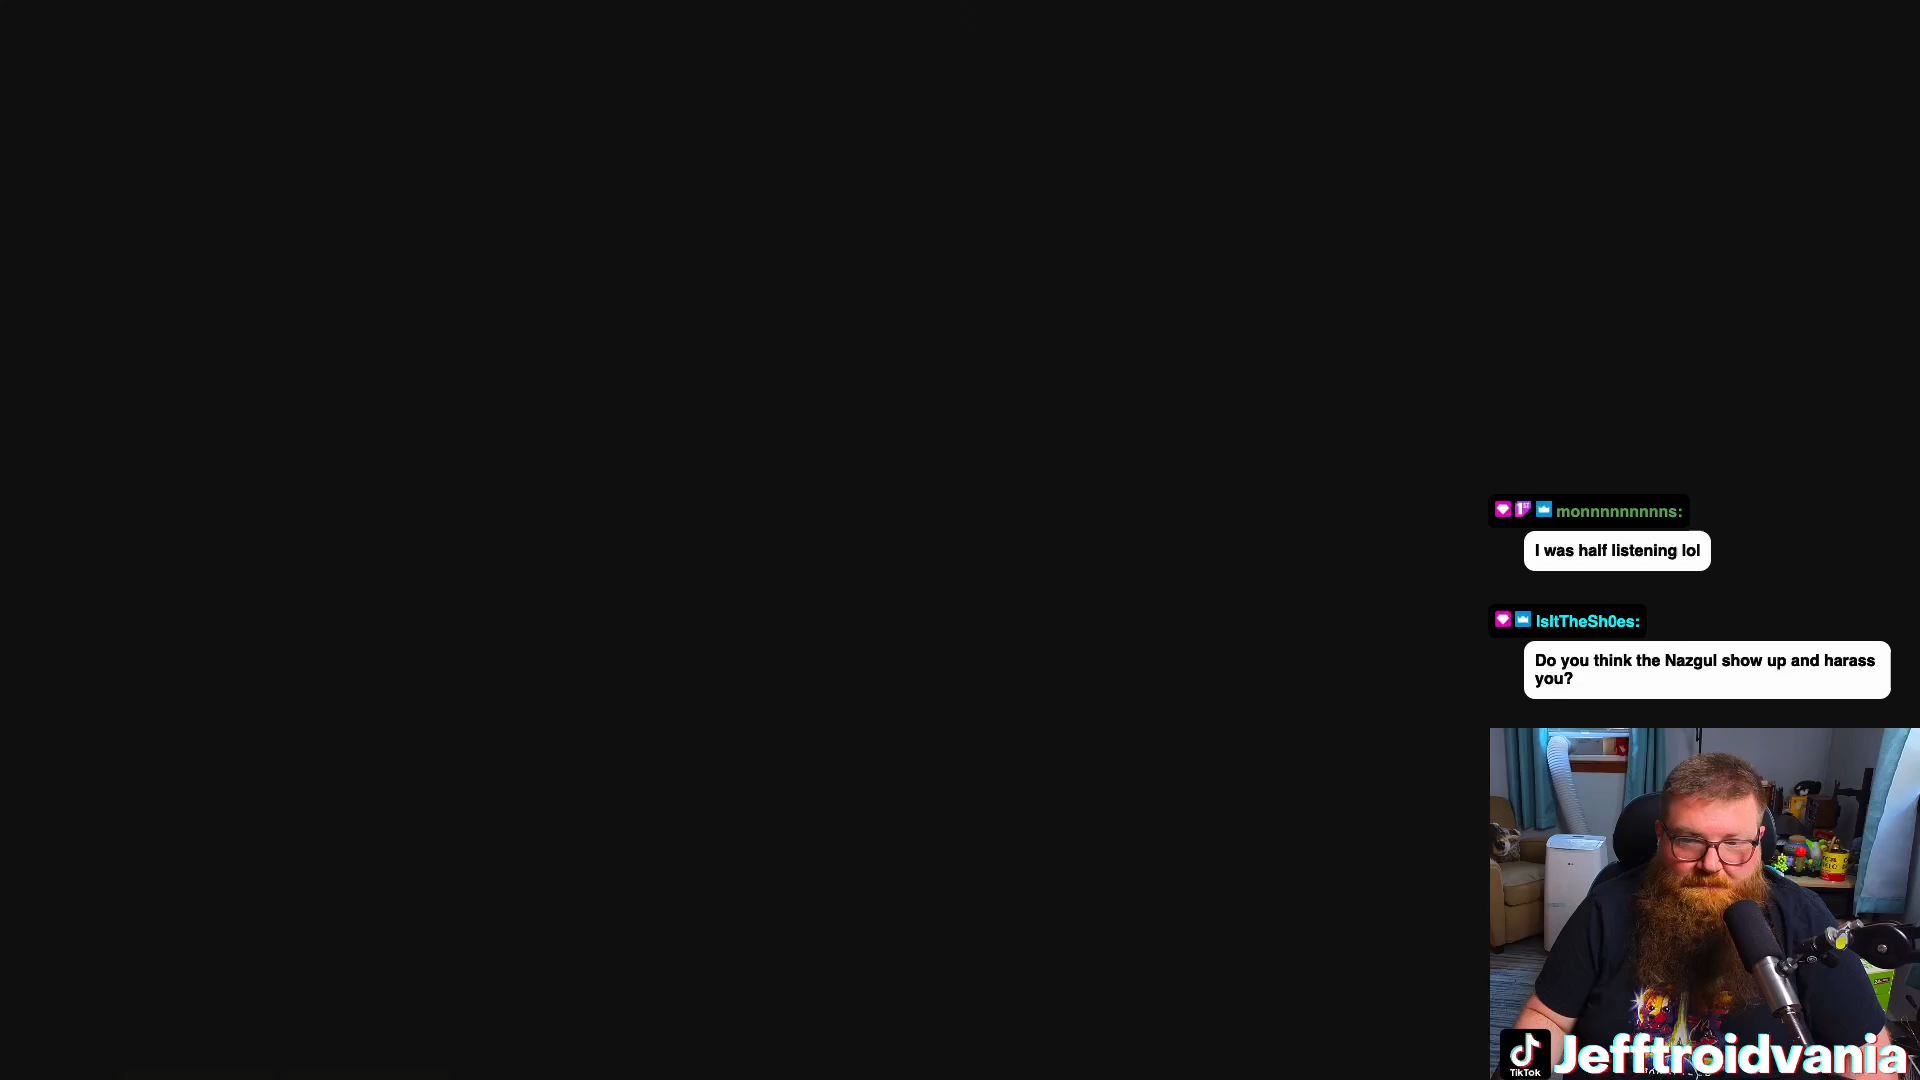 monnnnnnnnns:
I was half listening lol
IsItTheSh0es:
Do you think the Nazgul show up and harass
you?
TikTok
Jefftroidvania